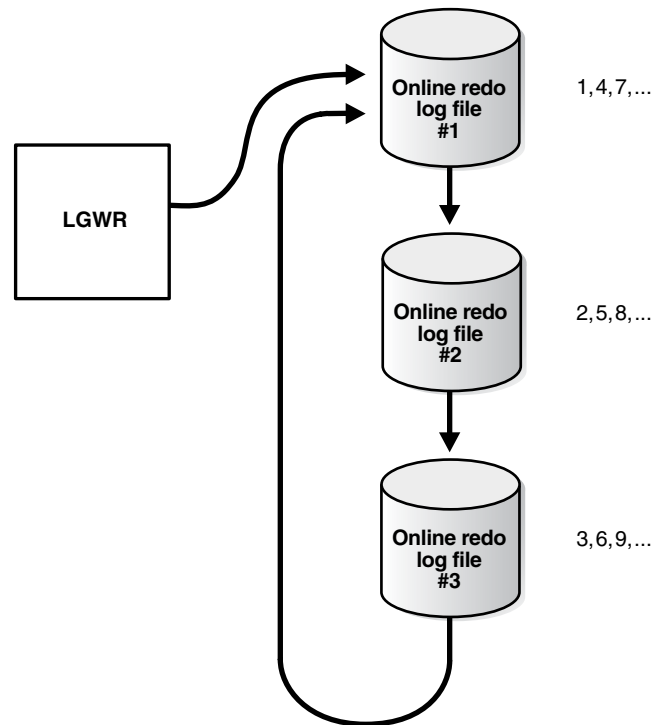 Online redo
log file
#1
1,4,7,...
LGWR
Online redo
log file
#2
2,5,8,...
Online redo
log file
#3
3,6,9,...